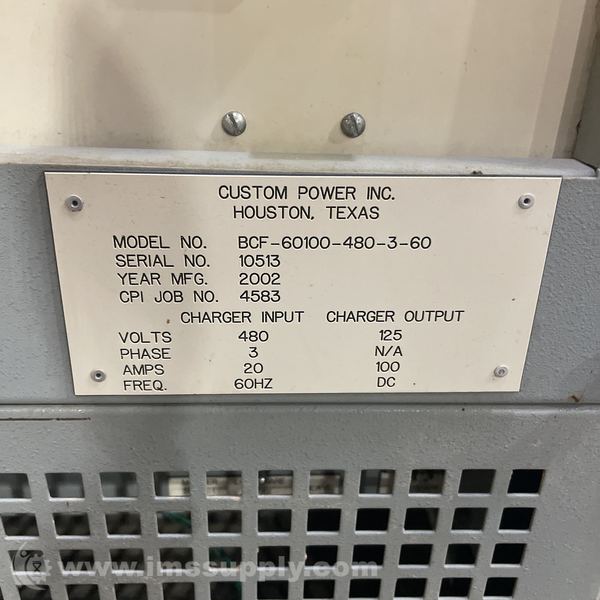 CUSTOM POWER INC.
HOUSTON, TEXAS
MODEL NO. BCF-60100-480-3-60
SERIAL NO. 10513
YEAR MFG. 2002
CPI JOB NO. 4583
CHARGER INPUT CHARGER OUTPUT
VOLTS 480 125
PHASE 3 N/A
AMPS 20 100
FREQ. 60HZ DC
www.imssupply.com